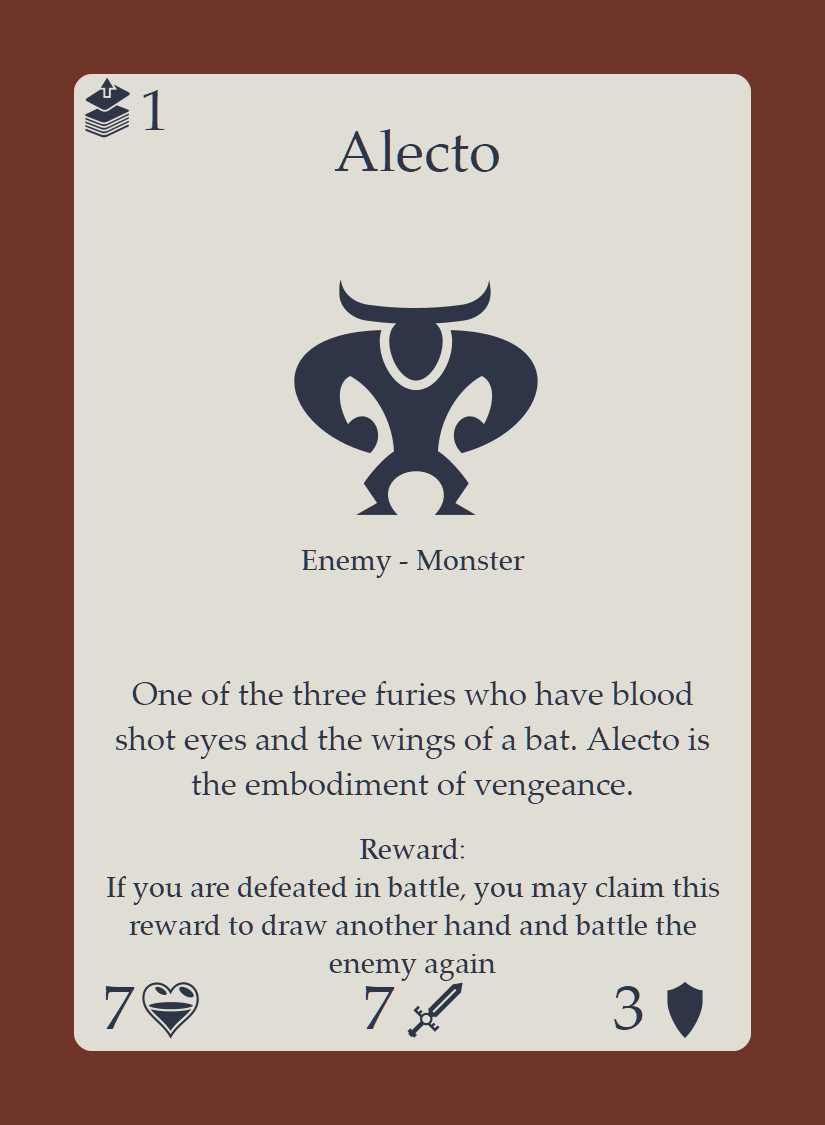 1
Alecto
Enemy - Monster
One of the three furies who have blood
shot eyes and the wings of a bat. Alecto is
the embodiment of vengeance.
Reward:
If you are defeated in battle, you may claim this
reward to draw another hand and battle the
enemy again
7 7 3